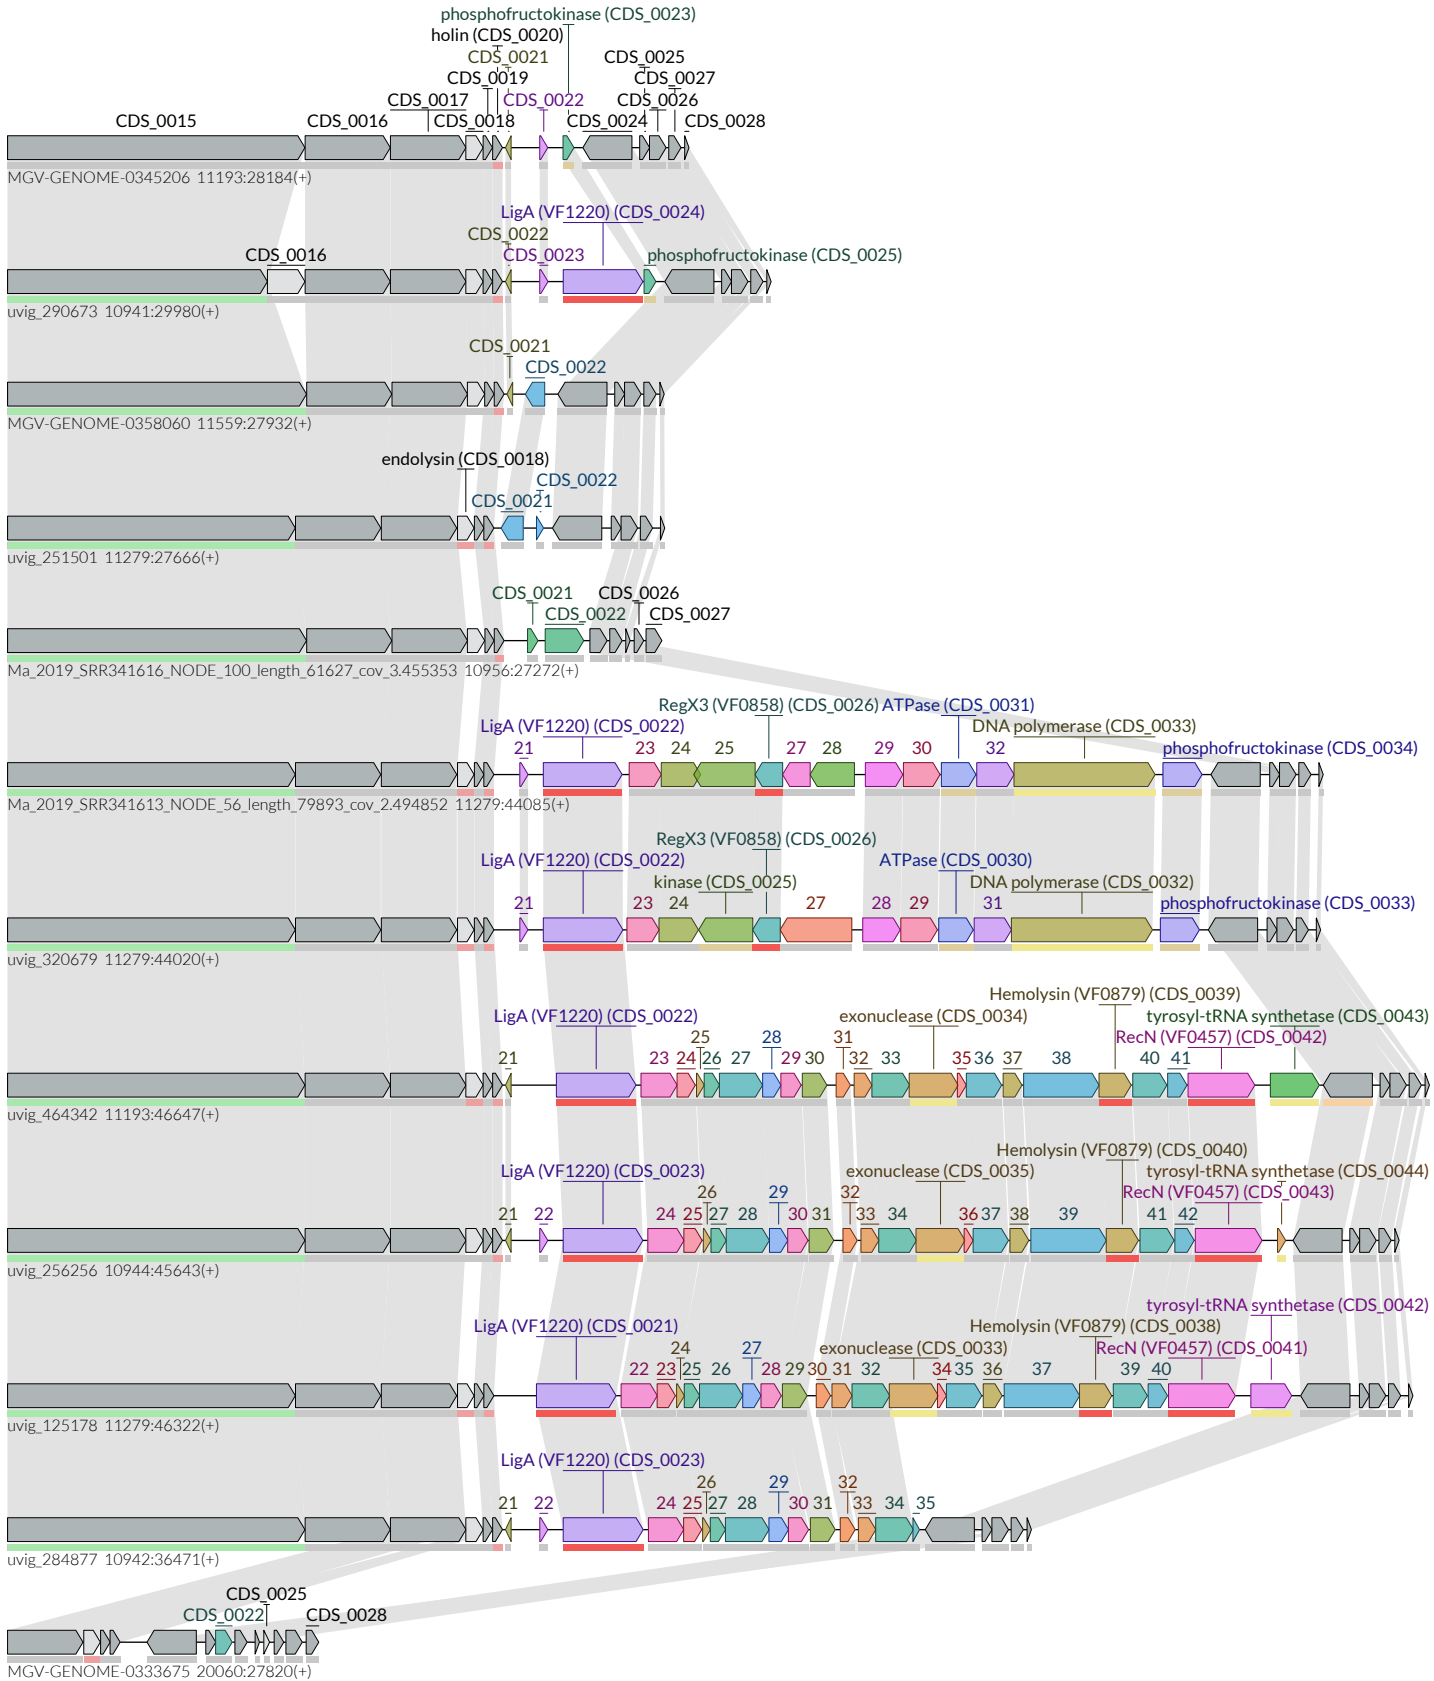 phosphofructokinase (CDS_0023)
holin (CDS_0020)
CDS_0021 CDS_0025
CDS_0019 CDS_0027
CDS_0017 CDS_0022 CDS_0026
CDS_0015 CDS_0016 CDS_0018 CDS_0024 CDS_0028
MGV-GENOME-0345206 11193:28184(+)
LigA (VF1220) (CDS_0024)
CDS_0022
CDS_0016 CDS_0023 phosphofructokinase (CDS_0025)
uvig_290673 10941:29980(+)
CDS_0021
CDS_0022
MGV-GENOME-0358060 11559:27932(+)
endolysin (CDS_0018)
CDS_0022
CDS_0021
uvig_251501 11279:27666(+)
CDS_0021 CDS_0026
CDS_0022 CDS_0027
Ma_2019_SRR341616_NODE_100_length_61627_cov_3.455353 10956:27272(+)
RegX3 (VF0858) (CDS_0026) ATPase (CDS_0031)
LigA (VF1220) (CDS_0022) DNA polymerase (CDS_0033)
21 23 24 25 27 28 29 30 32 phosphofructokinase (CDS_0034)
Ma_2019_SRR341613_NODE_56_length_79893_cov_2.494852 11279:44085(+)
RegX3 (VF0858) (CDS_0026)
LigA (VF1220) (CDS_0022) ATPase (CDS_0030)
kinase (CDS_0025) DNA polymerase (CDS_0032)
21 23 24 27 28 29 31 phosphofructokinase (CDS_0033)
uvig_320679 11279:44020(+)
Hemolysin (VF0879) (CDS_0039)
LigA (VF1220) (CDS_0022) exonuclease (CDS_0034) tyrosyl-tRNA synthetase (CDS_0043)
25 28 31 RecN (VF0457) (CDS_0042)
21 23 24 26 27 29 30 32 33 35 36 37 38 40 41
uvig_464342 11193:46647(+)
Hemolysin (VF0879) (CDS_0040)
LigA (VF1220) (CDS_0023) exonuclease (CDS_0035) tyrosyl-tRNA synthetase (CDS_0044)
26 29 32 RecN (VF0457) (CDS_0043)
21 22 24 25 27 28 30 31 33 34 36 37 38 39 41 42
uvig_256256 10944:45643(+)
tyrosyl-tRNA synthetase (CDS_0042)
LigA (VF1220) (CDS_0021) Hemolysin (VF0879) (CDS_0038)
24 27 exonuclease (CDS_0033) RecN (VF0457) (CDS_0041)
22 23 25 26 28 29 30 31 32 34 35 36 37 39 40
uvig_125178 11279:46322(+)
LigA (VF1220) (CDS_0023)
26 29 32
21 22 24 25 27 28 30 31 33 34 35
uvig_284877 10942:36471(+)
CDS_0025
CDS_0022 CDS_0028
MGV-GENOME-0333675 20060:27820(+)